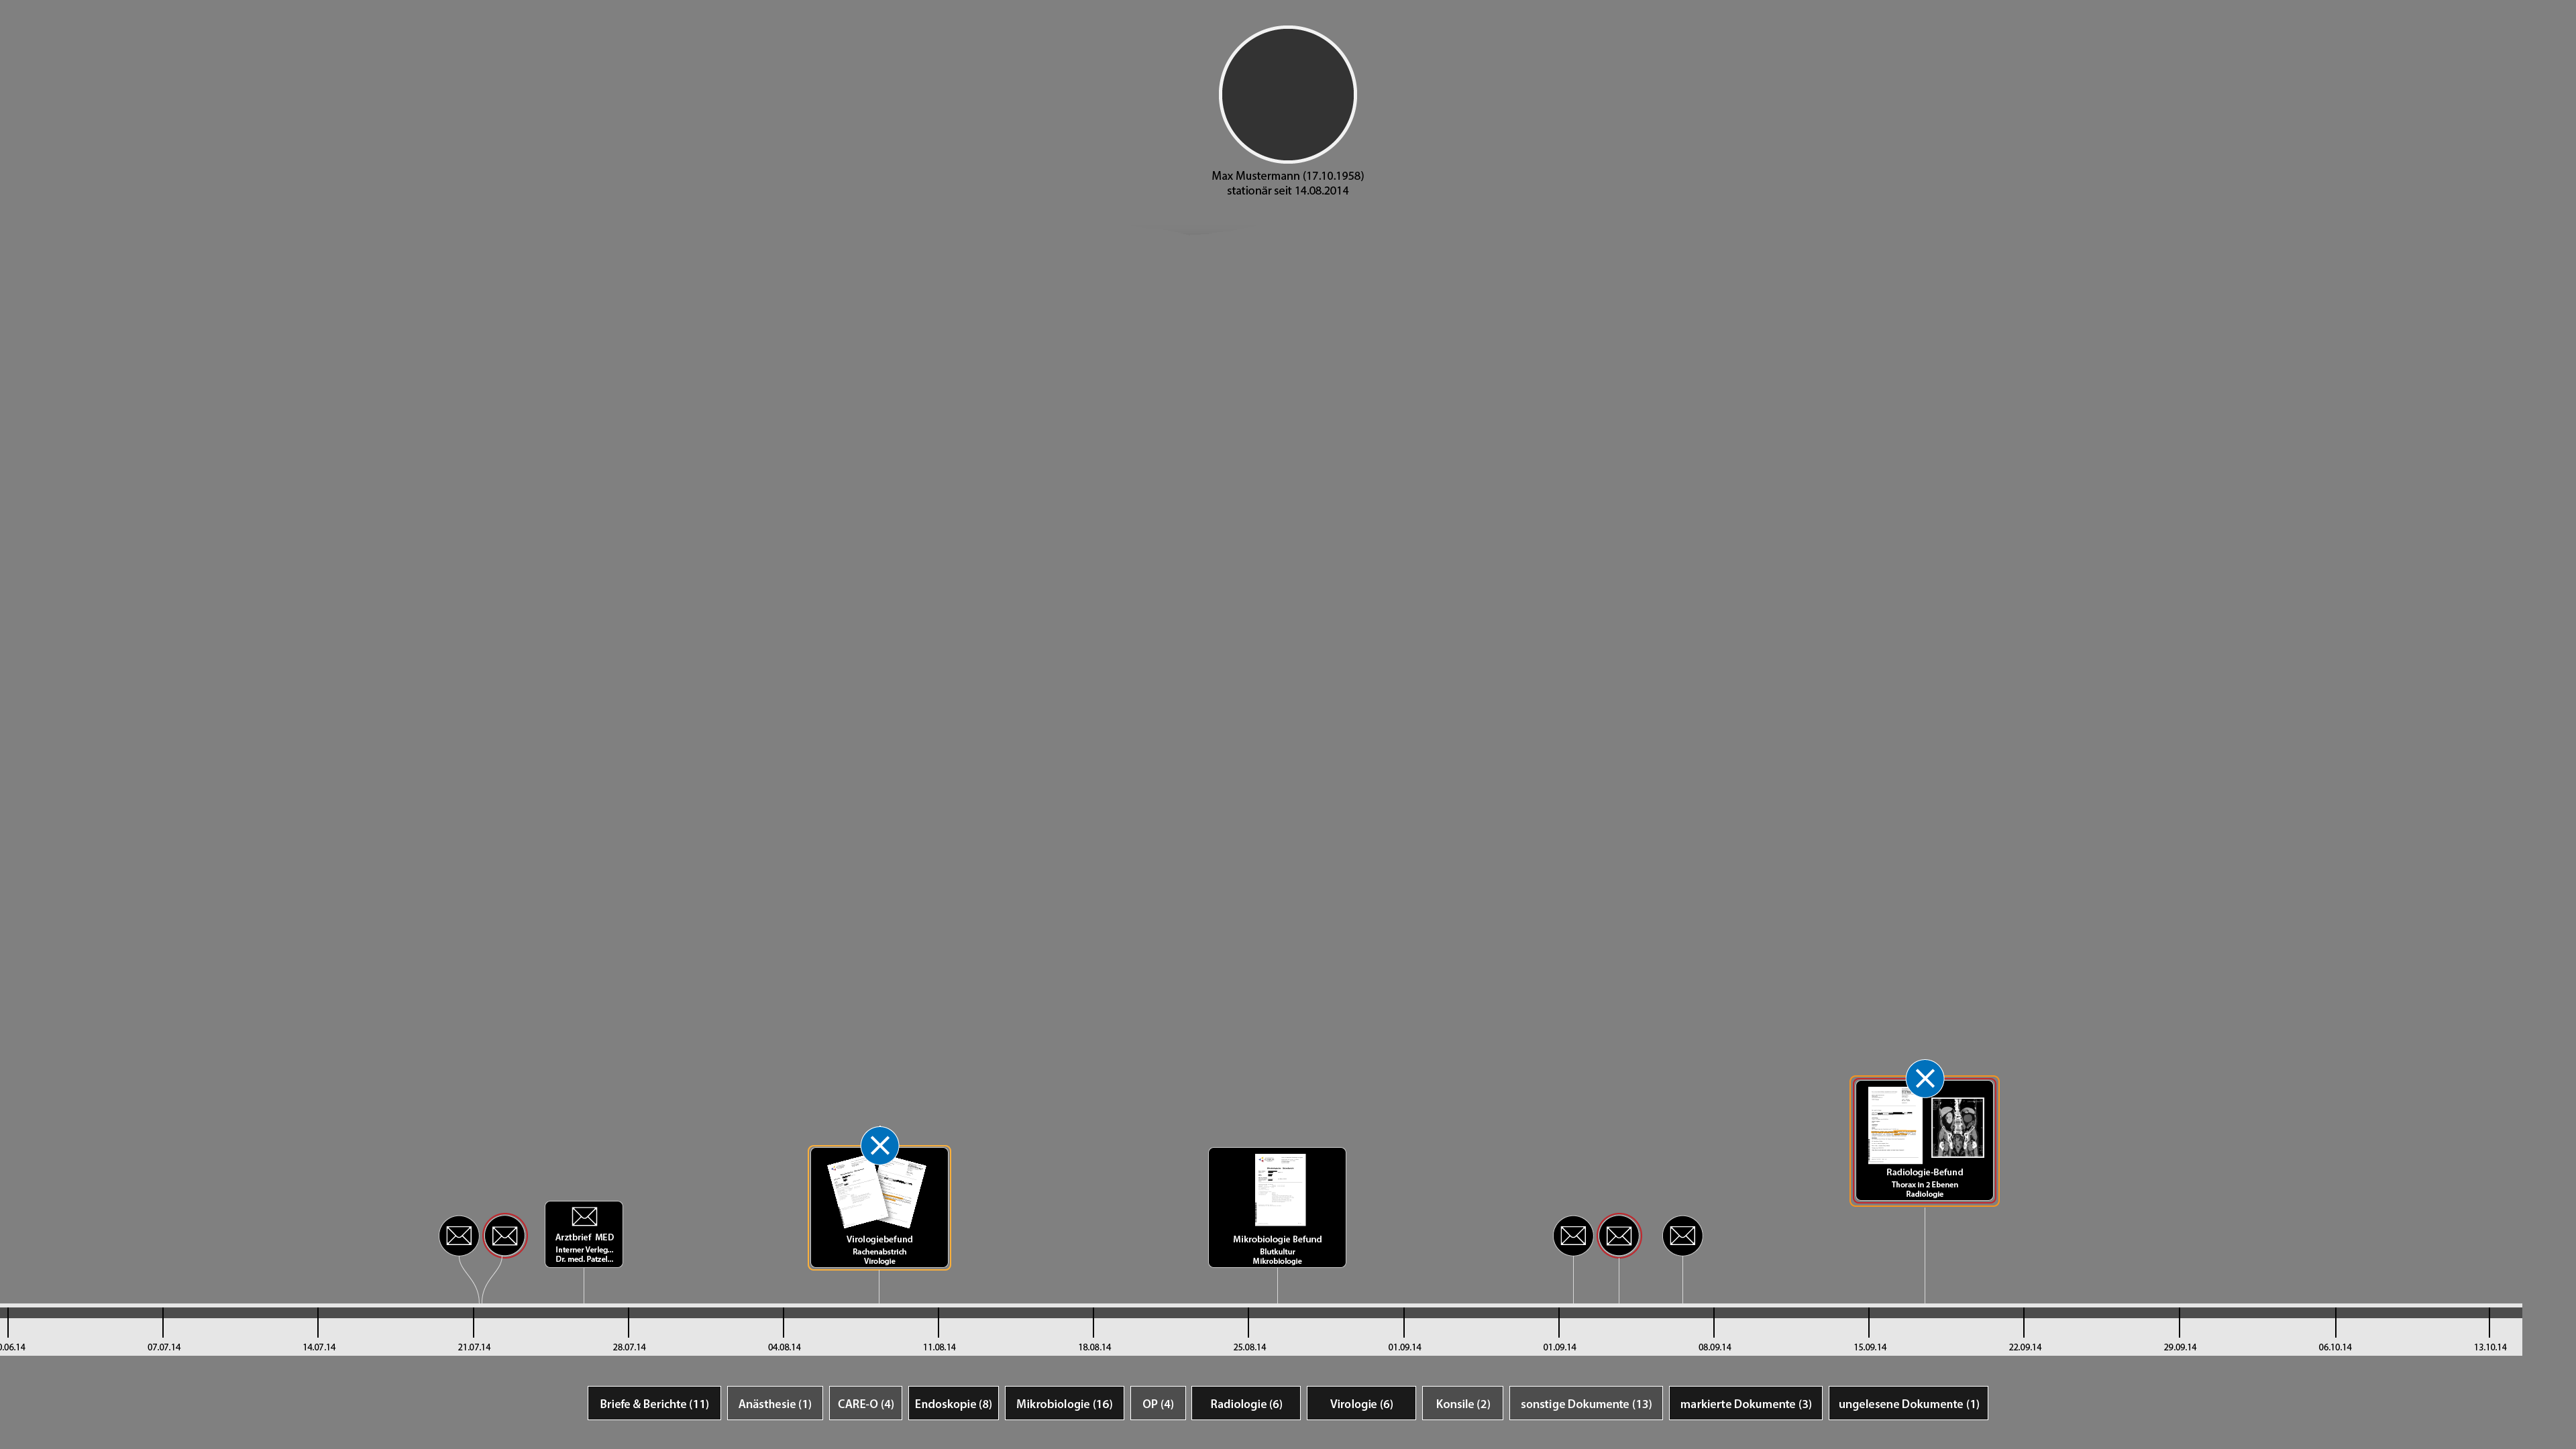 Max Mustermann (17.10.1958)
stationär seit 14.08.2014
Radiologie-Befund
Thorax in 2 Ebenen
Radiologie
Arztbrief MED
Interner Verleg...
Dr. med. Patzel...
Virologiebefund
Rachenabstrich
Virologie
Mikrobiologie Befund
Blutkultur
Mikrobiologie
.06.14 07.07.14 14.07.14 21.07.14 28.07.14 04.08.14 11.08.14 18.08.14 25.08.14 01.09.14 01.09.14 08.09.14 15.09.14 22.09.14 29.09.14 06.10.14 13.10.14
Briefe & Berichte (11) Anästhesie (1) CARE-O (4) Endoskopie (8) Mikrobiologie (16) OP (4) Radiologie (6) Virologie (6) Konsile (2) sonstige Dokumente (13) markierte Dokumente (3) ungelesene Dokumente (1)